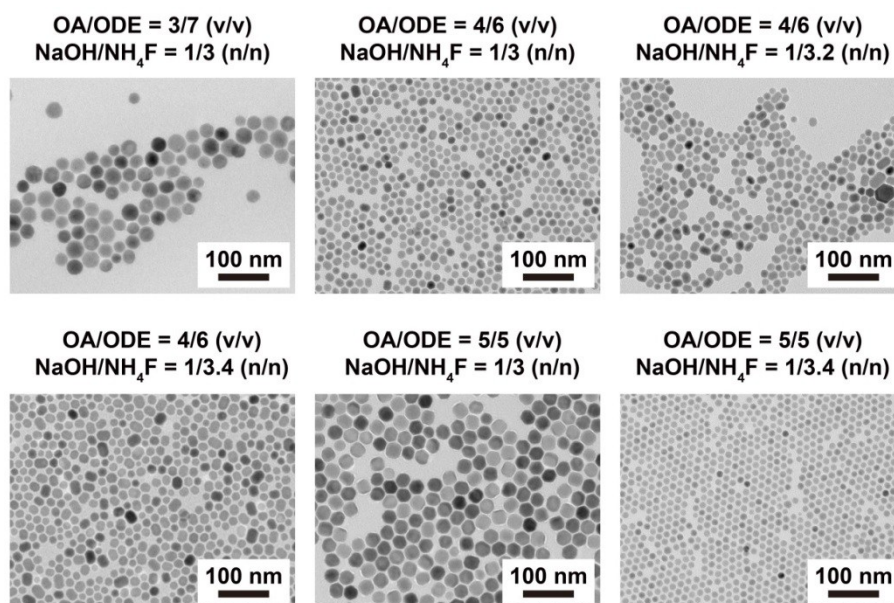 OA/ODE = 3/7 (v/v)
NaOH/NH₄F = 1/3 (n/n)
OA/ODE = 4/6 (v/v)
NaOH/NH₄F = 1/3 (n/n)
OA/ODE = 4/6 (v/v)
NaOH/NH₄F = 1/3.2 (n/n)
100 nm
100 nm
100 nm
OA/ODE = 4/6 (v/v)
NaOH/NH₄F = 1/3.4 (n/n)
OA/ODE = 5/5 (v/v)
NaOH/NH₄F = 1/3 (n/n)
OA/ODE = 5/5 (v/v)
NaOH/NH₄F = 1/3.4 (n/n)
100 nm
100 nm
100 nm